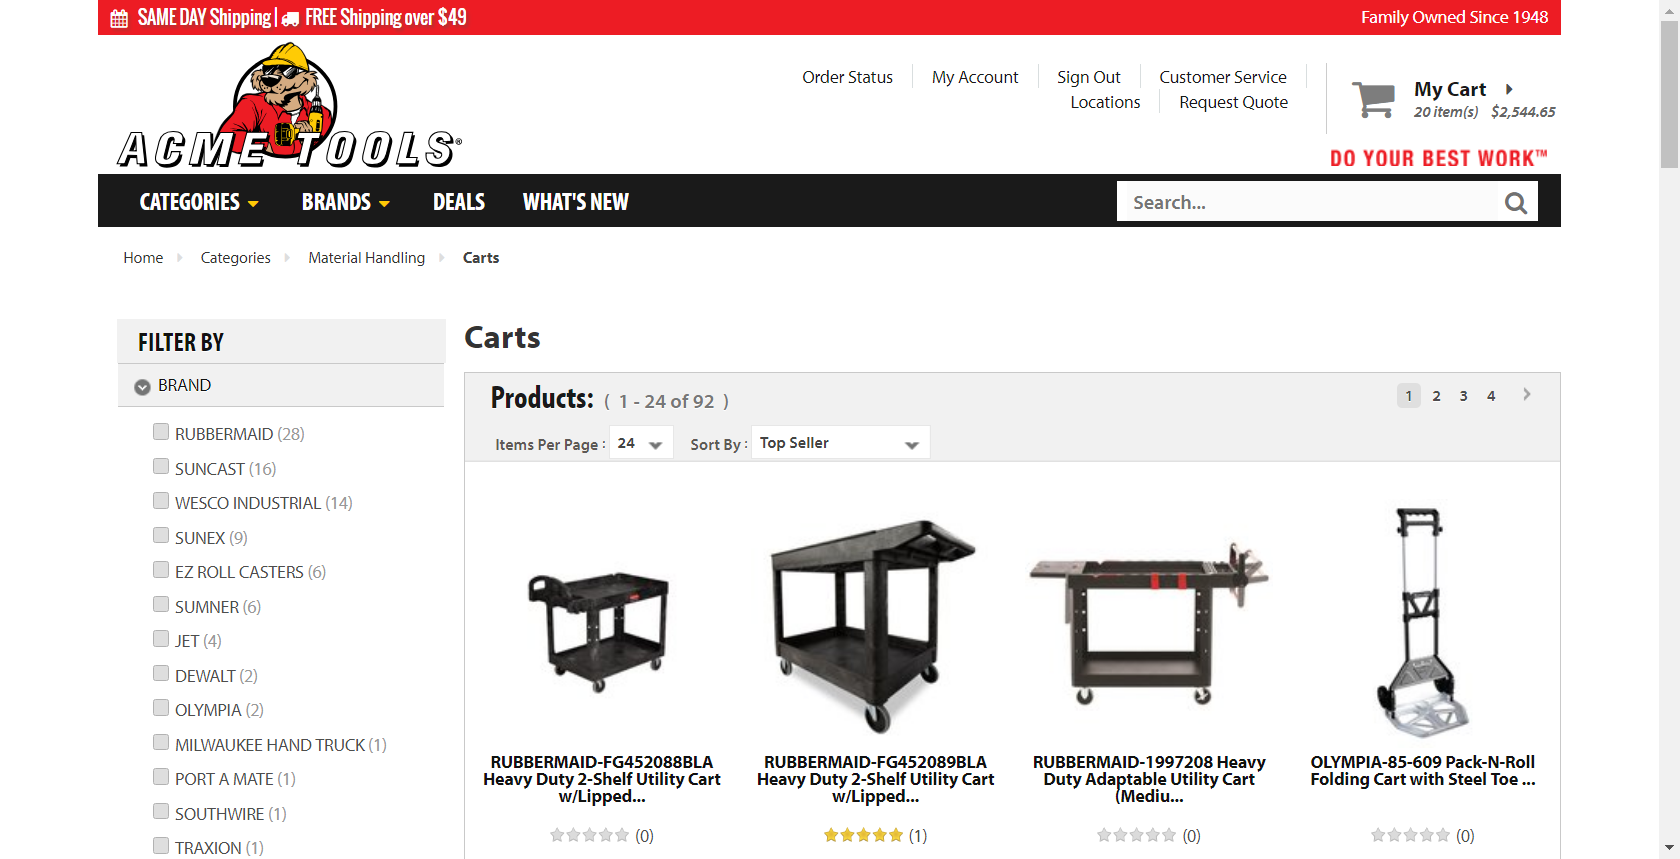 SAME DAY Shipping | FREE Shipping over $49
Family Owned Since 1948
ACME TOOLS®
Order Status
My Account
Sign Out
Customer Service
Locations
Request Quote
My Cart
20 item(s) $2,544.65
DO YOUR BEST WORK™
CATEGORIES
BRANDS
DEALS
WHAT'S NEW
Search...
Home
Categories
Material Handling
Carts
FILTER BY
BRAND
RUBBERMAID (28)
SUNCAST (16)
WESCO INDUSTRIAL (14)
SUNEX (9)
EZ ROLL CASTERS (6)
SUMNER (6)
JET (4)
DEWALT (2)
OLYMPIA (2)
MILWAUKEE HAND TRUCK (1)
PORT A MATE (1)
SOUTHWIRE (1)
TRAXION (1)
Carts
Products: ( 1 - 24 of 92 )
1 2 3 4
Items Per Page : 24
Sort By : Top Seller
RUBBERMAID-FG452088BLA
Heavy Duty 2-Shelf Utility Cart
w/Lipped...
(0)
RUBBERMAID-FG452089BLA
Heavy Duty 2-Shelf Utility Cart
w/Lipped...
(1)
RUBBERMAID-1997208 Heavy
Duty Adaptable Utility Cart
(Mediu...
(0)
OLYMPIA-85-609 Pack-N-Roll
Folding Cart with Steel Toe ...
(0)